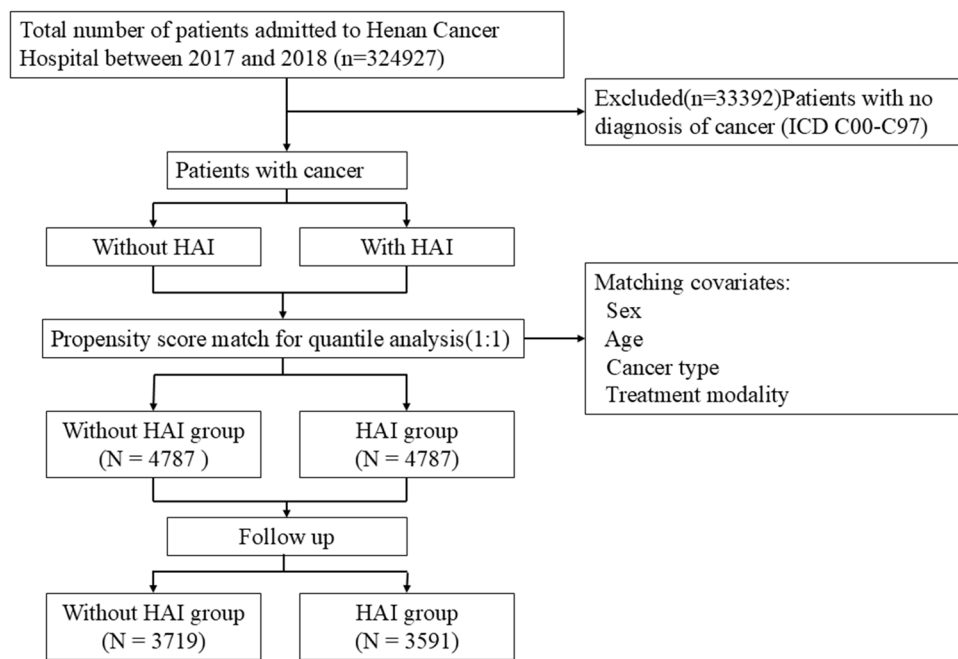 Total number of patients admitted to Henan Cancer
Hospital between 2017 and 2018 (n=324927)
Excluded(n=33392)Patients with no
diagnosis of cancer (ICD C00-C97)
Patients with cancer
Without HAI
With HAI
Matching covariates:
Sex
Age
Cancer type
Treatment modality
Propensity score match for quantile analysis(1:1)
Without HAI group
(N = 4787 )
HAI group
(N = 4787)
Follow up
Without HAI group
(N = 3719)
HAI group
(N = 3591)